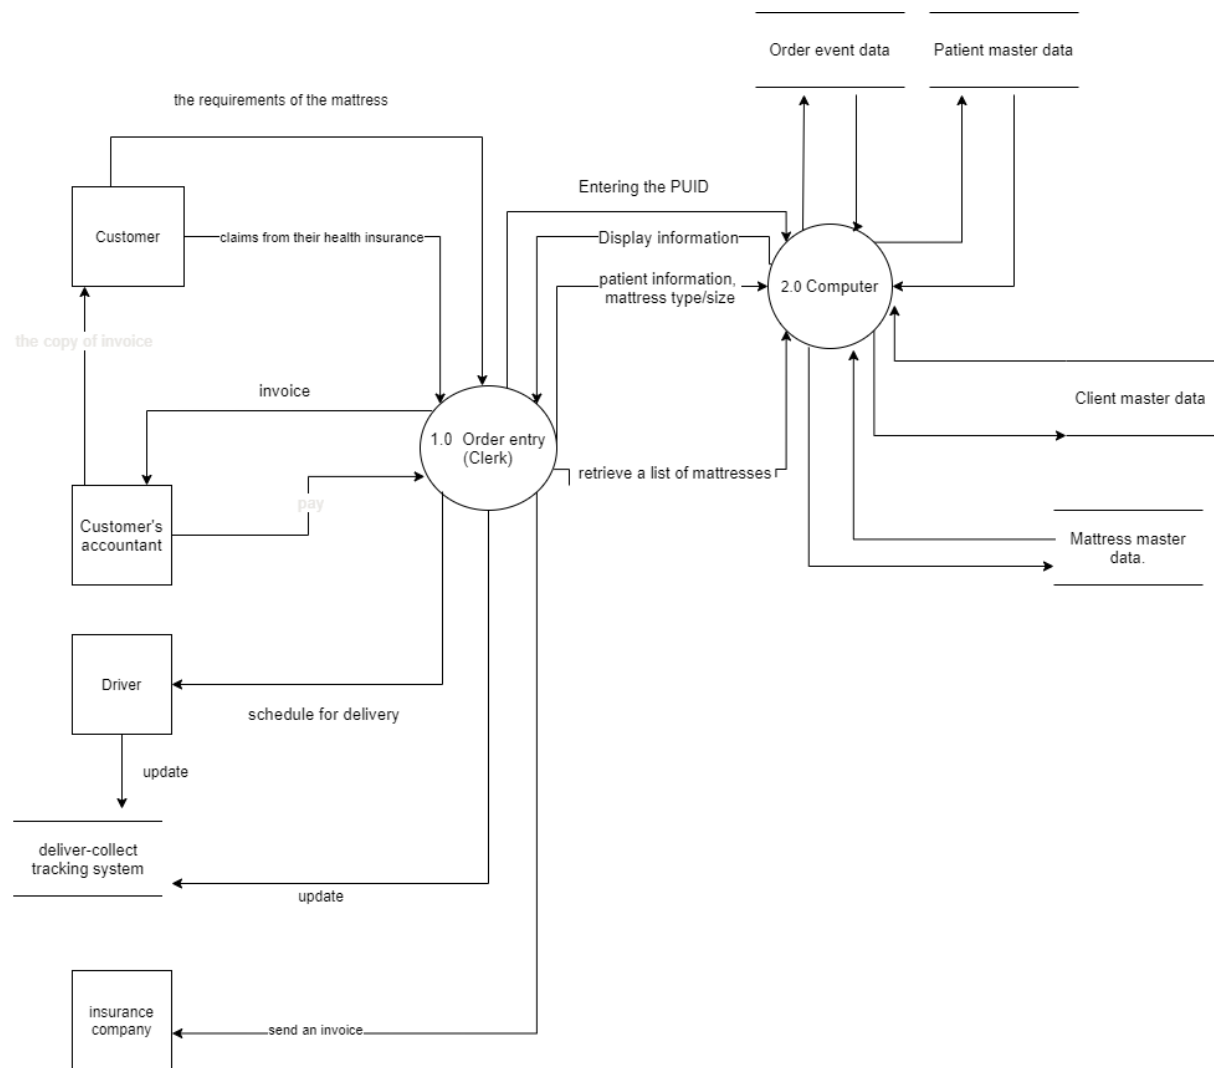 Order event data
Patient master data
the requirements of the mattress
Entering the PUID
Customer
claims from their health insurance
Display information
patient information,
mattress type/size
2.0 Computer
the copy of invoice
invoice
Client master data
1.0 Order entry
(Clerk)
retrieve a list of mattresses
pay
Customer's
accountant
Mattress master
data.
Driver
schedule for delivery
update
deliver-collect
tracking system
update
insurance
company
send an invoice